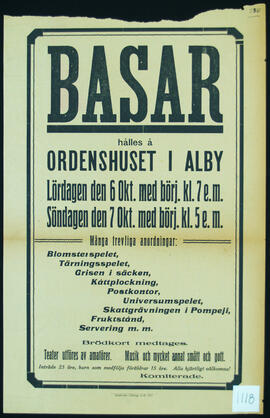 BASAR
hålles å
ORDENSHUSET I ALBY
Lördagen den 6 Okt. med börj. kl. 7 e. m.
Söndagen den 7 Okt. med börj. kl. 5 e. m.
Många trevliga anordningar:
Blomsterspelet,
Tärningsspelet,
Grisen i säcken,
Kättplockning,
Postkontor,
Universumspelet,
Skattgrävningen i Pompeji,
Fruktstånd,
Servering m. m.
Brödkort medtages.
Teater utföres av amatörer. Musik och mycket annat smått och gott.
Inträde 25 öre, barn som medfölja föräldrar 15 öre. Alla hjärtligt välkomna!
Komiterade.
1118